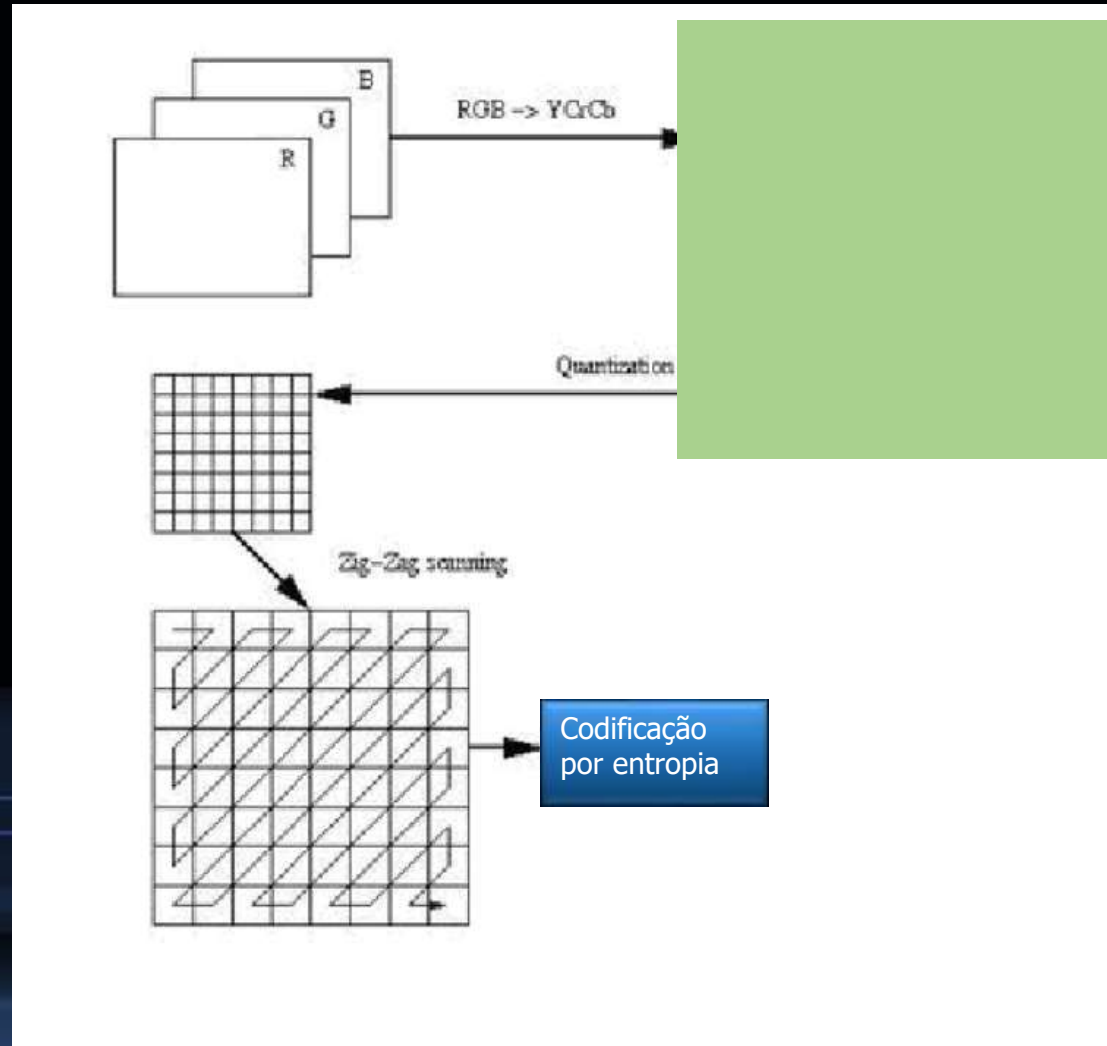 B
G
R
RGB -> YCrCb
Quantization
Zig-Zag scanning
Codificação
por entropia